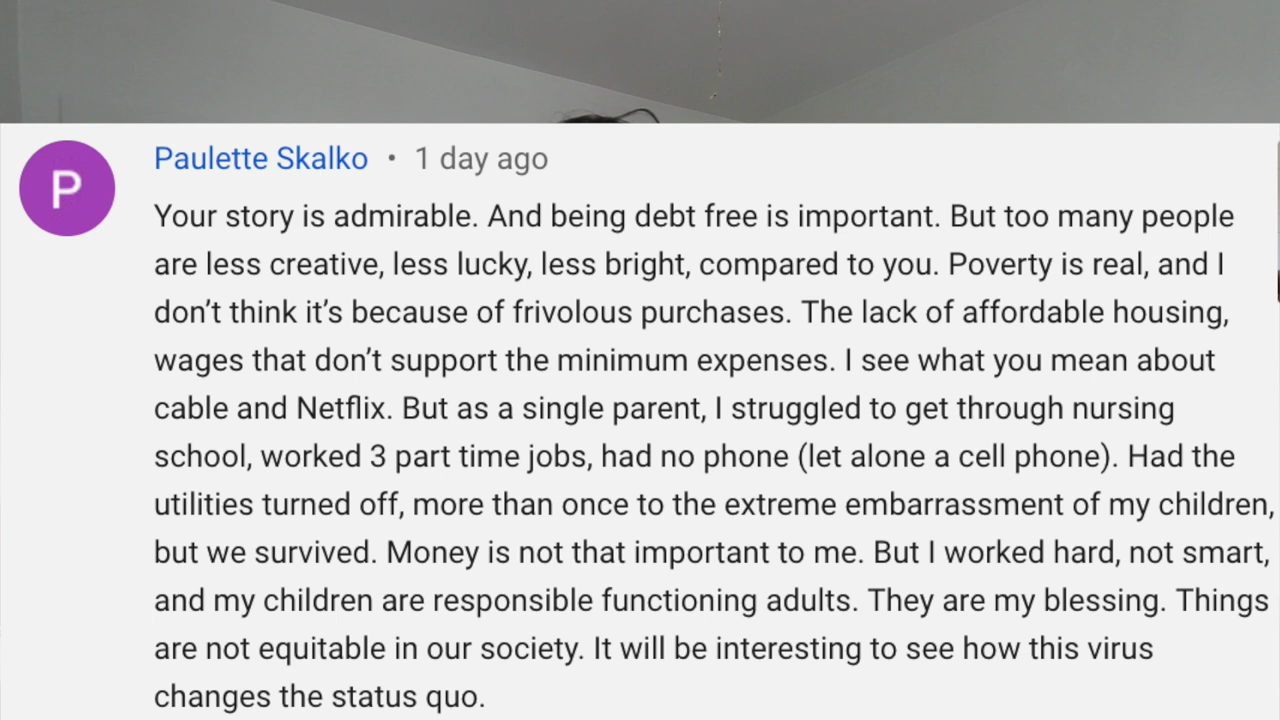 P
Paulette Skalko • 1 day ago
Your story is admirable. And being debt free is important. But too many people
are less creative, less lucky, less bright, compared to you. Poverty is real, and I
don’t think it’s because of frivolous purchases. The lack of affordable housing,
wages that don’t support the minimum expenses. I see what you mean about
cable and Netflix. But as a single parent, I struggled to get through nursing
school, worked 3 part time jobs, had no phone (let alone a cell phone). Had the
utilities turned off, more than once to the extreme embarrassment of my children,
but we survived. Money is not that important to me. But I worked hard, not smart,
and my children are responsible functioning adults. They are my blessing. Things
are not equitable in our society. It will be interesting to see how this virus
changes the status quo.